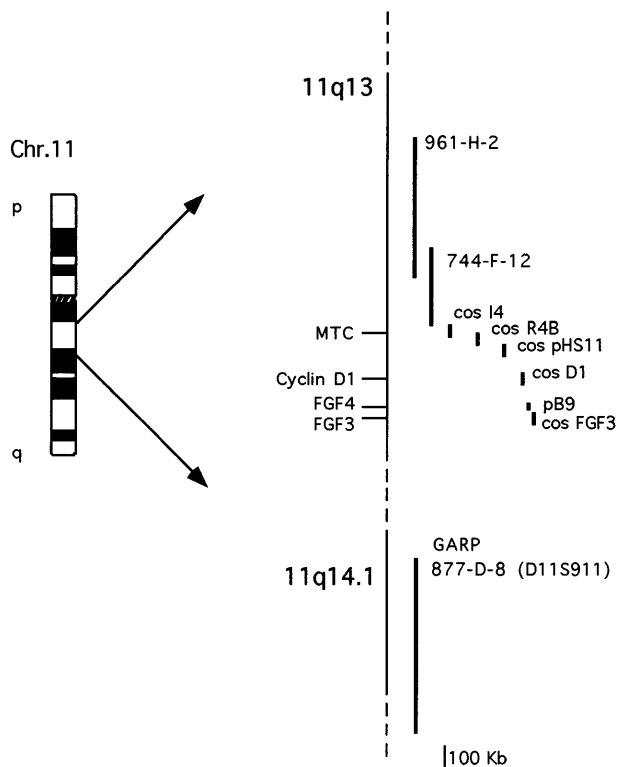 11q13
Chr.11
961-H-2
p
744-F-12
cos I4
MTC
cos R4B
cos pHS11
Cyclin D1
cos D1
FGF4
pB9
FGF3
cos FGF3
q
GARP
11q14.1
877-D-8 (D11S911)
100 Kb